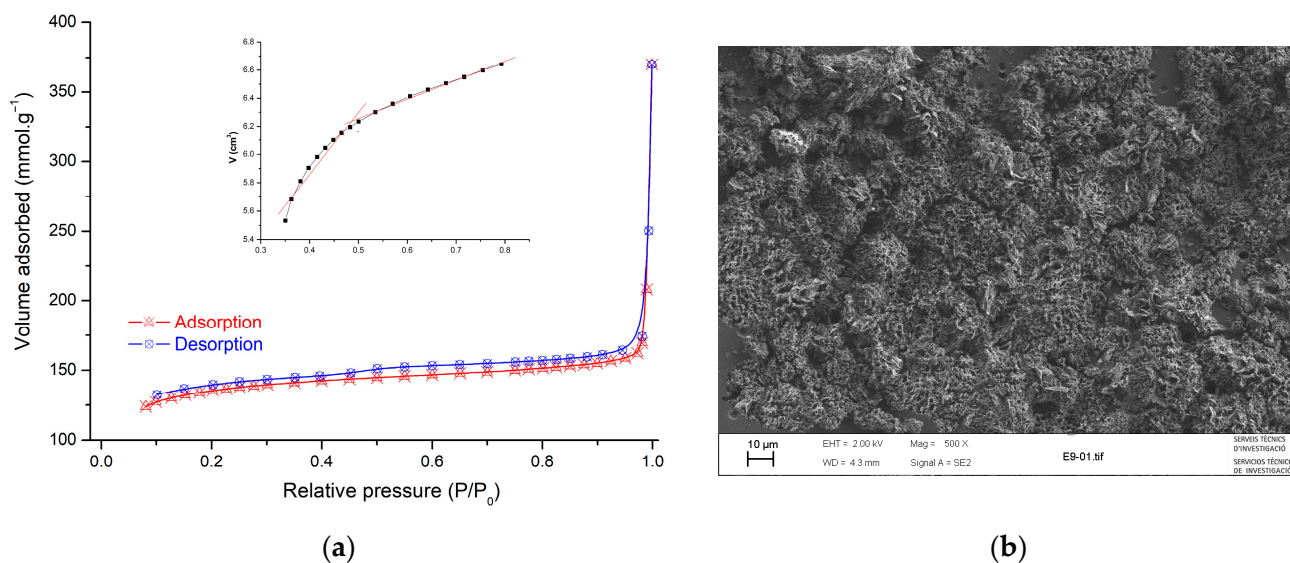 400
350
300
250
200
150
100
Volume adsorbed (mmol.g⁻¹)
0.0 0.2 0.4 0.6 0.8 1.0
Relative pressure (P/P₀)
Adsorption
Desorption
6.8
6.6
6.4
6.2
6.0
5.8
5.6
5.4
V (cm³)
0.3 0.4 0.5 0.6 0.7 0.8
(a)
10 µm
EHT = 2.00 kV Mag = 500 X
WD = 4.3 mm Signal A = SE2
E9-01.tif
SERVEIS TÈCNICS
D'INVESTIGACIÓ
SERVICIOS TÉCNICO
DE INVESTIGACIÓN
(b)